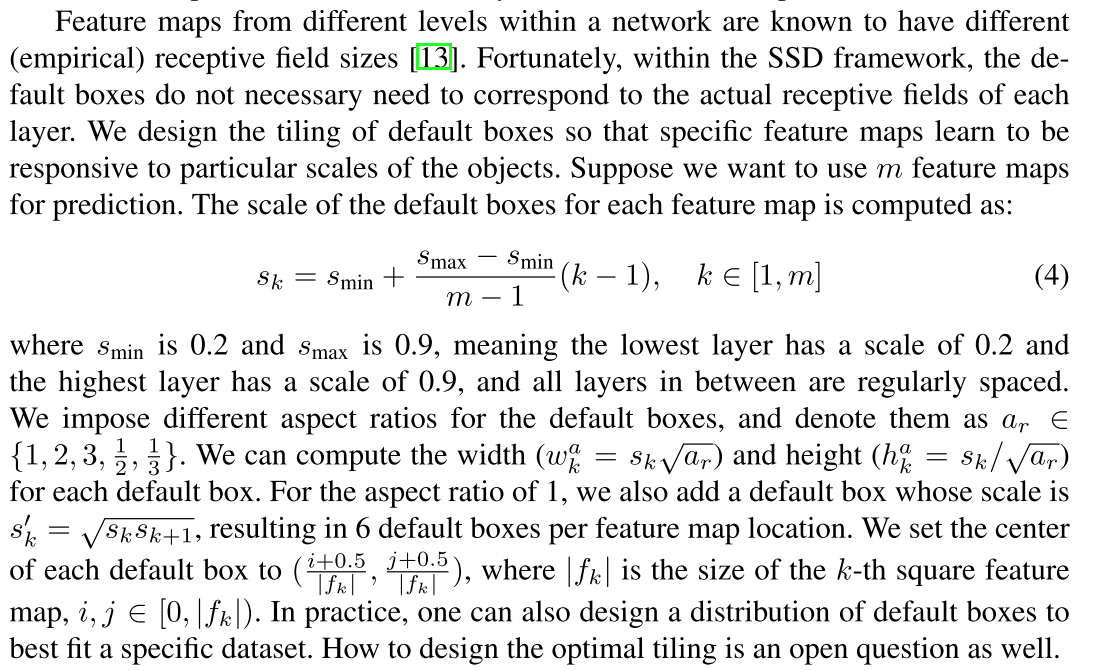 Feature maps from different levels within a network are known to have different
(empirical) receptive field sizes [13]. Fortunately, within the SSD framework, the de-
fault boxes do not necessary need to correspond to the actual receptive fields of each
layer. We design the tiling of default boxes so that specific feature maps learn to be
responsive to particular scales of the objects. Suppose we want to use m feature maps
for prediction. The scale of the default boxes for each feature map is computed as:
s_k = s_min + \frac{s_max − s_min}{m − 1}(k − 1), k ∈ [1, m] (4)
where s_min is 0.2 and s_max is 0.9, meaning the lowest layer has a scale of 0.2 and
the highest layer has a scale of 0.9, and all layers in between are regularly spaced.
We impose different aspect ratios for the default boxes, and denote them as a_r ∈
{1, 2, 3, \frac{1}{2}, \frac{1}{3}}. We can compute the width (w_k^a = s_k√a_r) and height (h_k^a = s_k/√a_r)
for each default box. For the aspect ratio of 1, we also add a default box whose scale is
s′_k = √(s_k s_{k+1}), resulting in 6 default boxes per feature map location. We set the center
of each default box to (\frac{i+0.5}{|f_k|}, \frac{j+0.5}{|f_k|}), where |f_k| is the size of the k-th square feature
map, i, j ∈ [0, |f_k|). In practice, one can also design a distribution of default boxes to
best fit a specific dataset. How to design the optimal tiling is an open question as well.